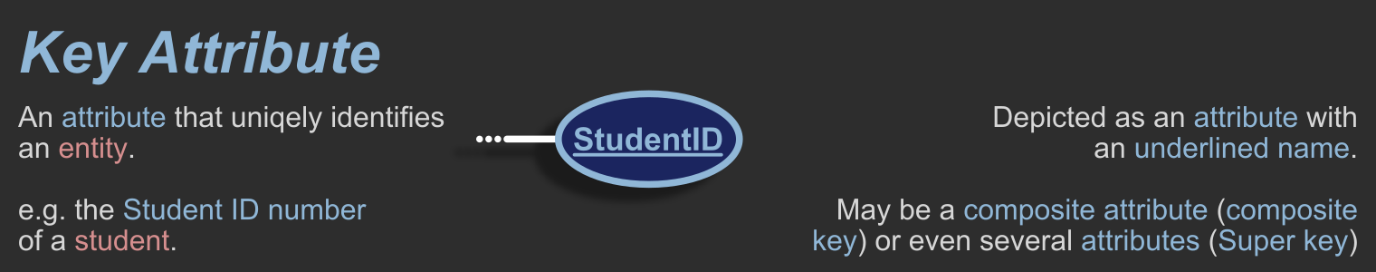 Key Attribute
An attribute that uniqely identifies
an entity.
e.g. the Student ID number
of a student.
StudentID
Depicted as an attribute with
an underlined name.
May be a composite attribute (composite
key) or even several attributes (Super key)